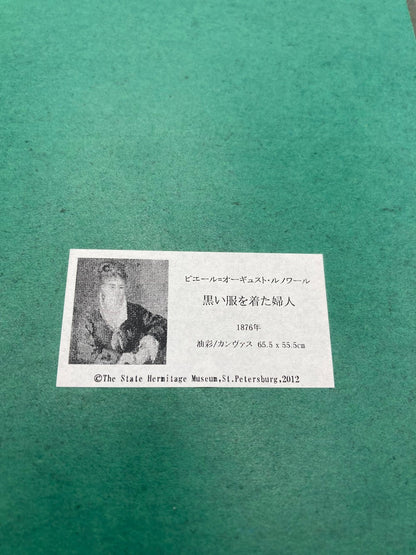 ピエール=オーギュスト・ルノワール
黒い服を着た婦人
1876年
油彩/カンヴァス 65.5 x 55.5cm
©The State Hermitage Museum,St.Petersburg,2012